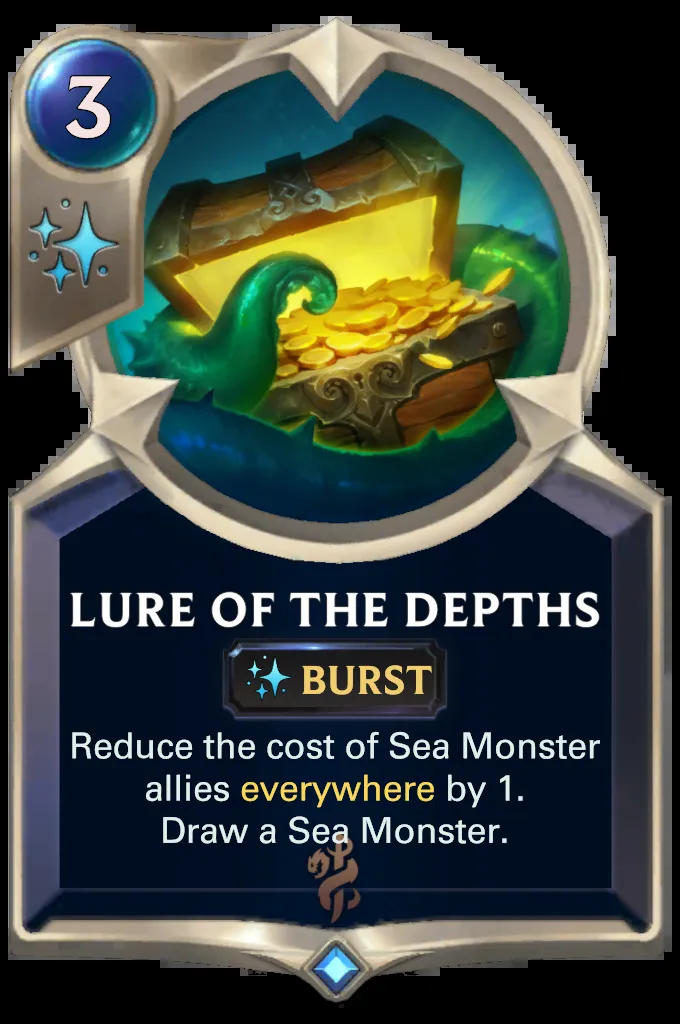 3
LURE OF THE DEPTHS
BURST
Reduce the cost of Sea Monster
allies everywhere by 1.
Draw a Sea Monster.